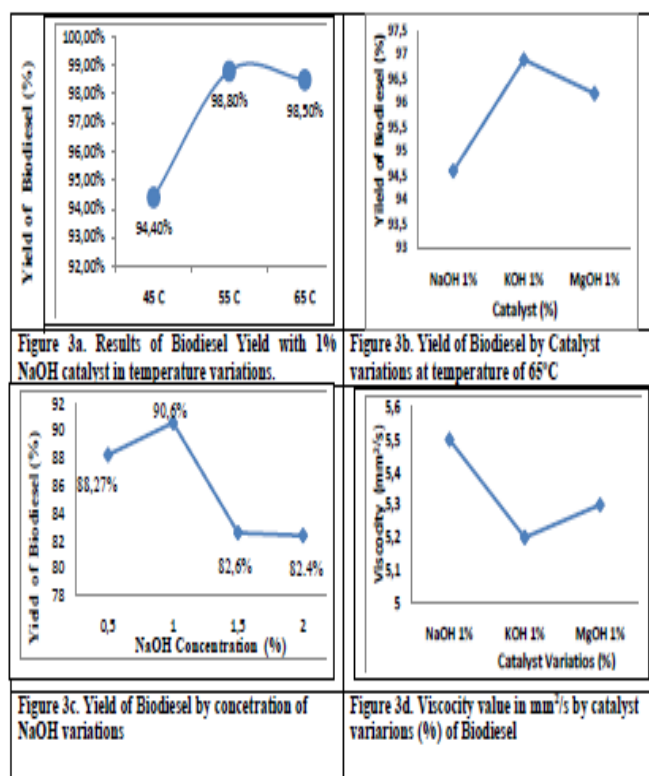 Yield of Biodiesel (%)
100,00%
99,00%
98,00%
97,00%
96,00%
95,00%
94,00%
93,00%
92,00%
94,40%
98,80%
98,50%
45 C 55 C 65 C
Figure 3a. Results of Biodiesel Yield with 1%
NaOH catalyst in temperature variations.
Yileld of Biodiesel (%)
97,5
97
96,5
96
95,5
95
94,5
94
93,5
93
NaOH 1% KOH 1% MgOH 1%
Catalyst (%)
Figure 3b. Yield of Biodiesel by Catalyst
variations at temperature of 65°C
Yield of Biodiesel (%)
92
90
88
86
84
82
80
78
88,27%
90,6%
82,6%
82.4%
0,5 1 1,5 2
NaOH Concentration (%)
Figure 3c. Yield of Biodiesel by concetration of
NaOH variations
Viscocity (mm²/s)
5,6
5,5
5,4
5,3
5,2
5,1
5
NaOH 1% KOH 1% MgOH 1%
Catalyst Variatios (%)
Figure 3d. Viscocity value in mm²/s by catalyst
variarions (%) of Biodiesel